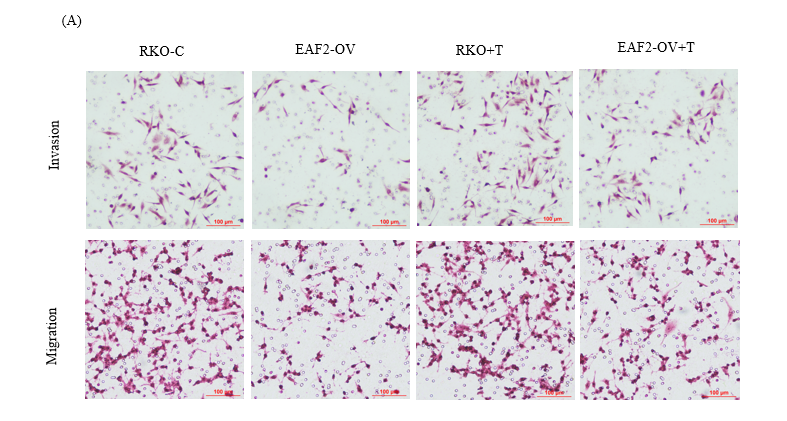 (A)
RKO-C
EAF2-OV
RKO+T
EAF2-OV+T
Invasion
100 μm
100 μm
100 μm
100 μm
Migration
100 μm
100 μm
100 μm
100 μm